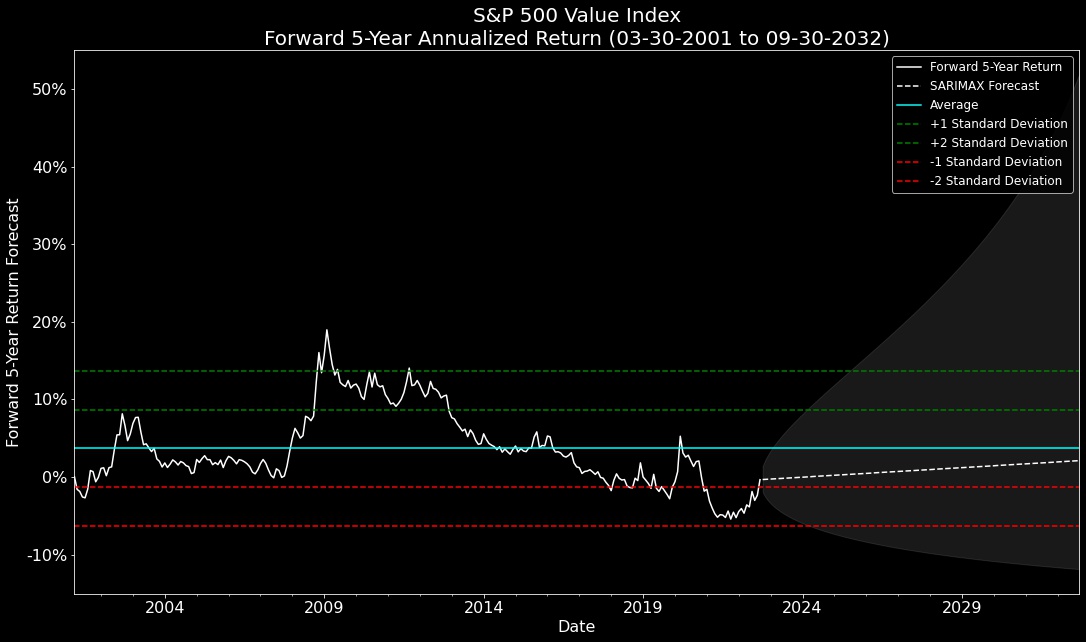 S&P 500 Value Index
Forward 5-Year Annualized Return (03-30-2001 to 09-30-2032)
Forward 5-Year Return
SARIMAX Forecast
Average
+1 Standard Deviation
+2 Standard Deviation
-1 Standard Deviation
-2 Standard Deviation
Forward 5-Year Return Forecast
50%
40%
30%
20%
10%
0%
-10%
2004 2009 2014 2019 2024 2029
Date